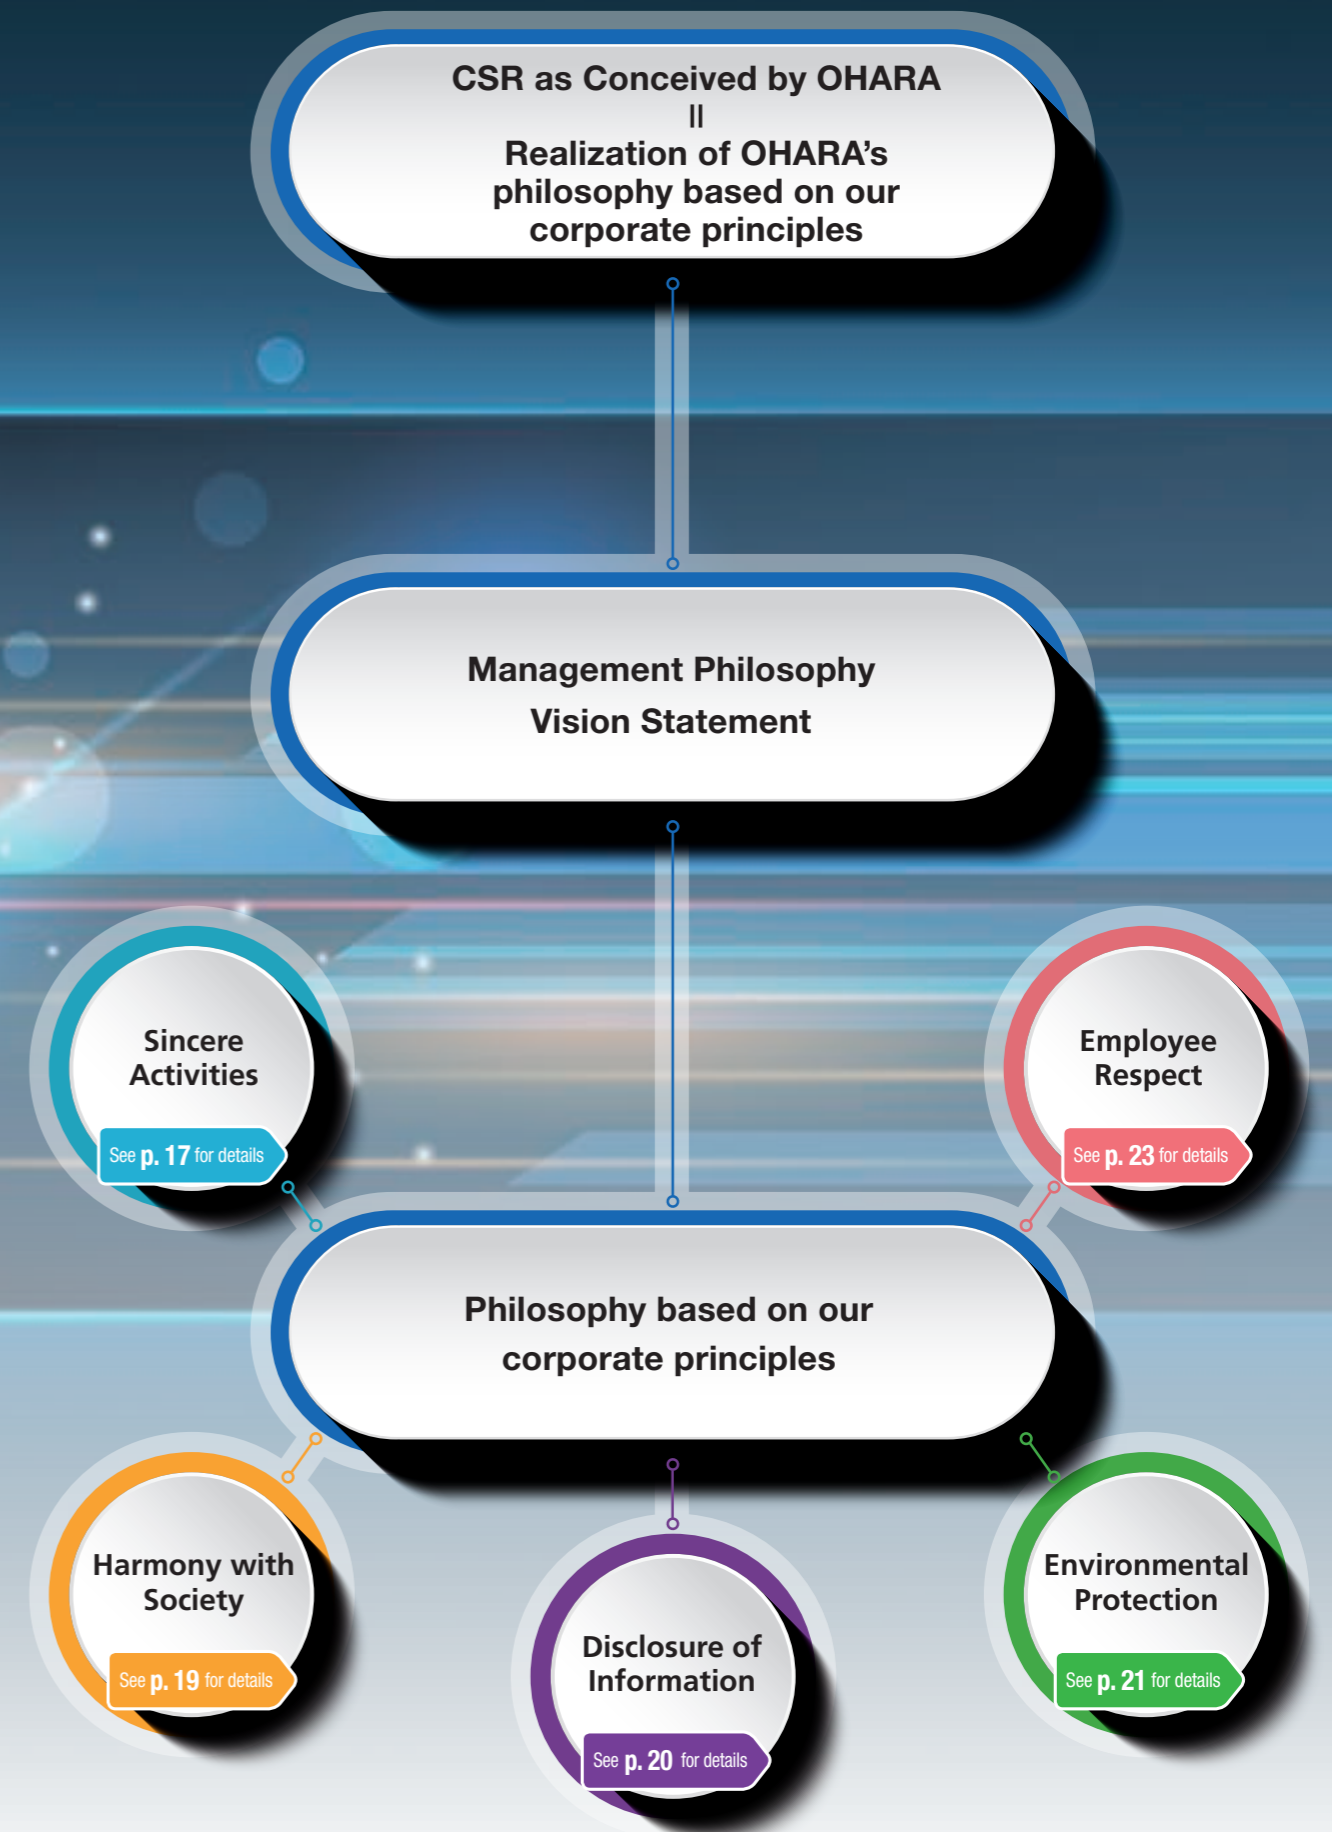 CSR as Conceived by OHARA
||
Realization of OHARA’s
philosophy based on our
corporate principles
Management Philosophy
Vision Statement
Sincere
Activities
See p. 17 for details
Employee
Respect
See p. 23 for details
Philosophy based on our
corporate principles
Harmony with
Society
See p. 19 for details
Disclosure of
Information
See p. 20 for details
Environmental
Protection
See p. 21 for details